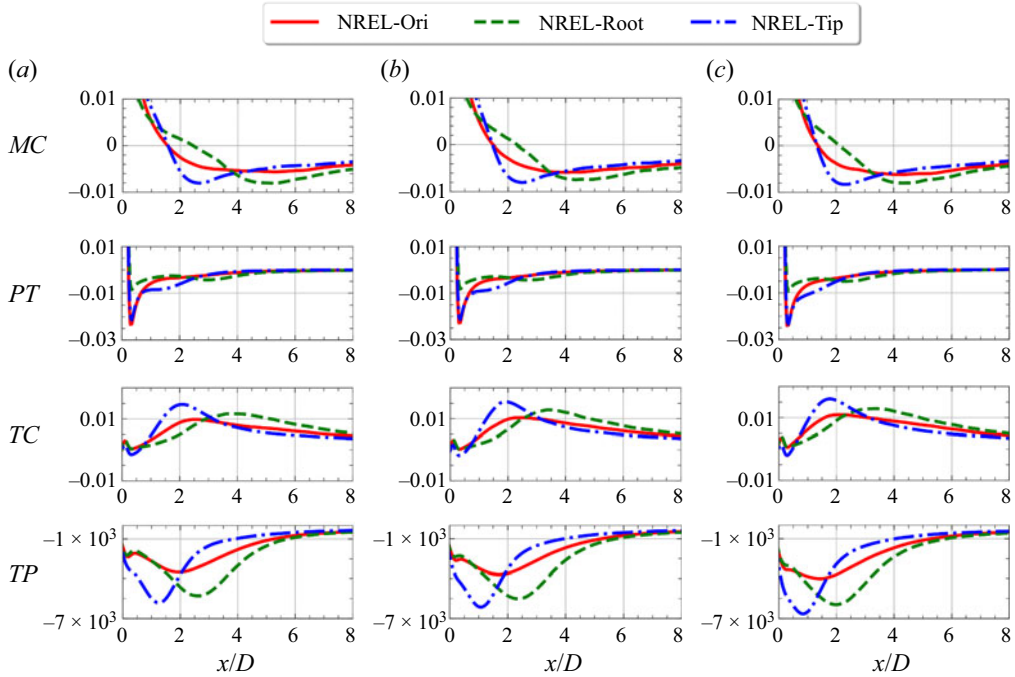 NREL-Ori NREL-Root NREL-Tip
(a) (b) (c)
MC
0.01 0.01 0.01
0 0 0
–0.01 –0.01 –0.01
0 2 4 6 8 0 2 4 6 8 0 2 4 6 8
PT
0.01 0.01 0.01
–0.01 –0.01 –0.01
–0.03 –0.03 –0.03
0 2 4 6 8 0 2 4 6 8 0 2 4 6 8
TC
0.01 0.01 0.01
–0.01 –0.01 –0.01
0 2 4 6 8 0 2 4 6 8 0 2 4 6 8
TP
–1 × 10³ –1 × 10³ –1 × 10³
–7 × 10³ –7 × 10³ –7 × 10³
0 2 4 6 8 0 2 4 6 8 0 2 4 6 8
x/D x/D x/D